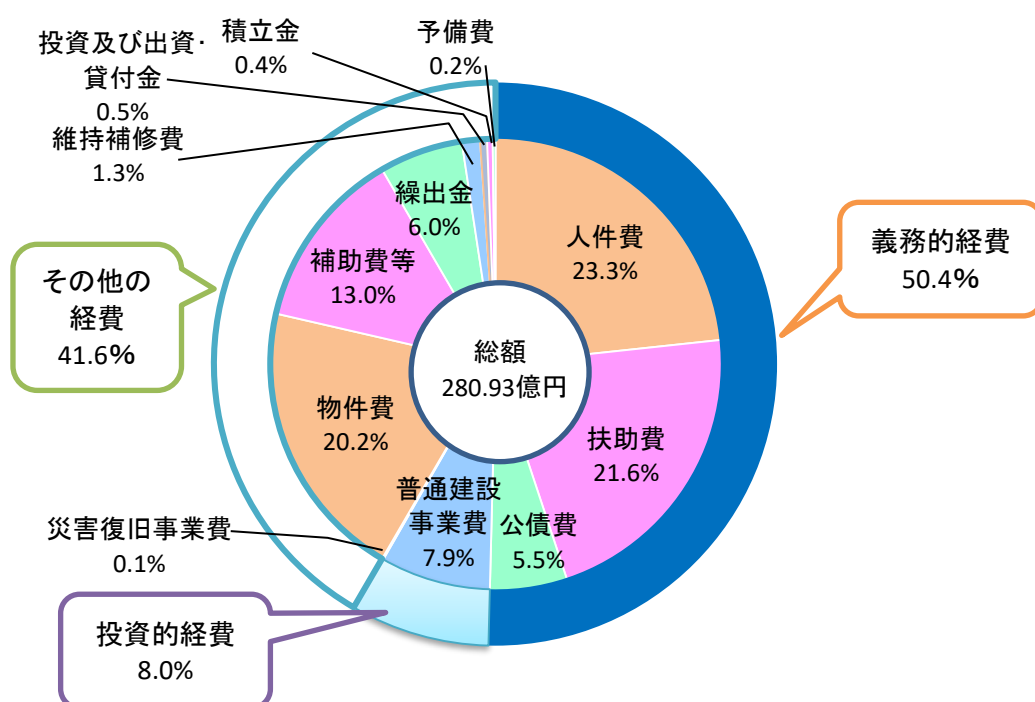 投資及び出資・
貸付金
0.5%
積立金
0.4%
予備費
0.2%
維持補修費
1.3%
繰出金
6.0%
人件費
23.3%
義務的経費
50.4%
補助費等
13.0%
その他の
経費
41.6%
総額
280.93億円
物件費
20.2%
扶助費
21.6%
普通建設
事業費
7.9%
公債費
5.5%
災害復旧事業費
0.1%
投資的経費
8.0%